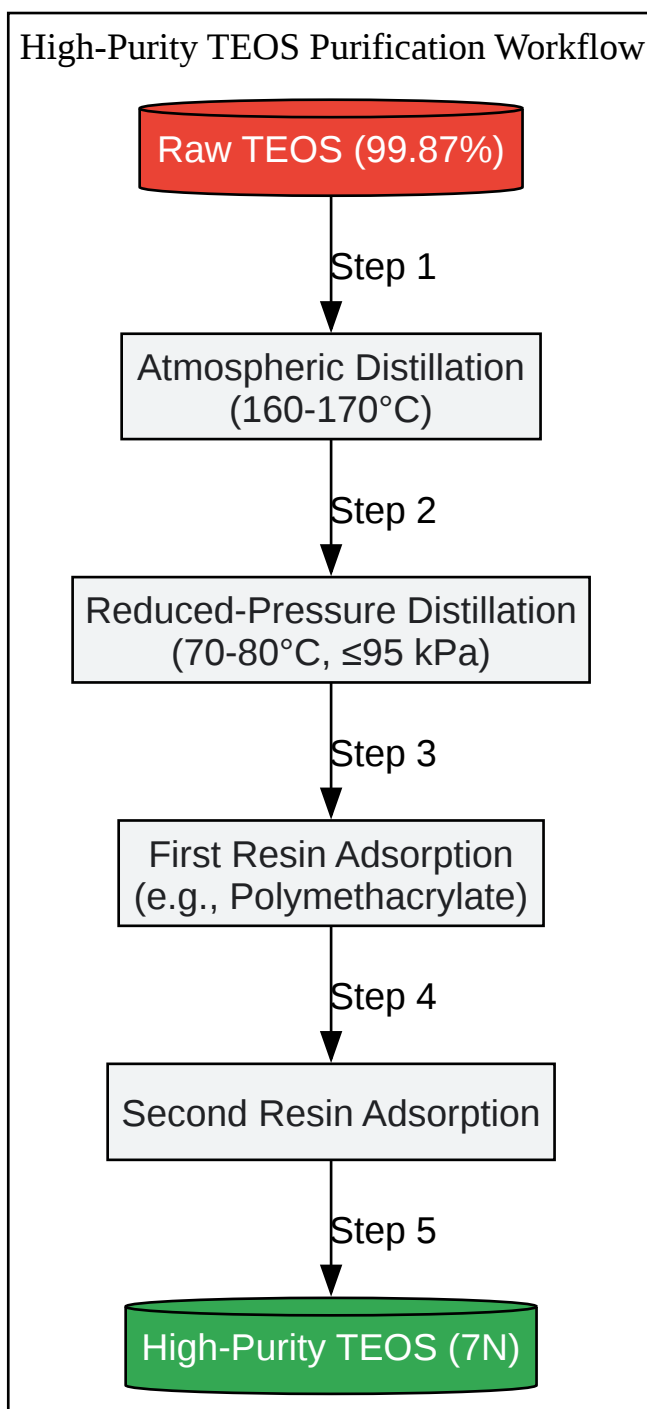 High-Purity TEOS Purification Workflow
Raw TEOS (99.87%)
Step 1
Atmospheric Distillation
(160-170°C)
Step 2
Reduced-Pressure Distillation
(70-80°C, ≤95 kPa)
Step 3
First Resin Adsorption
(e.g., Polymethacrylate)
Step 4
Second Resin Adsorption
Step 5
High-Purity TEOS (7N)